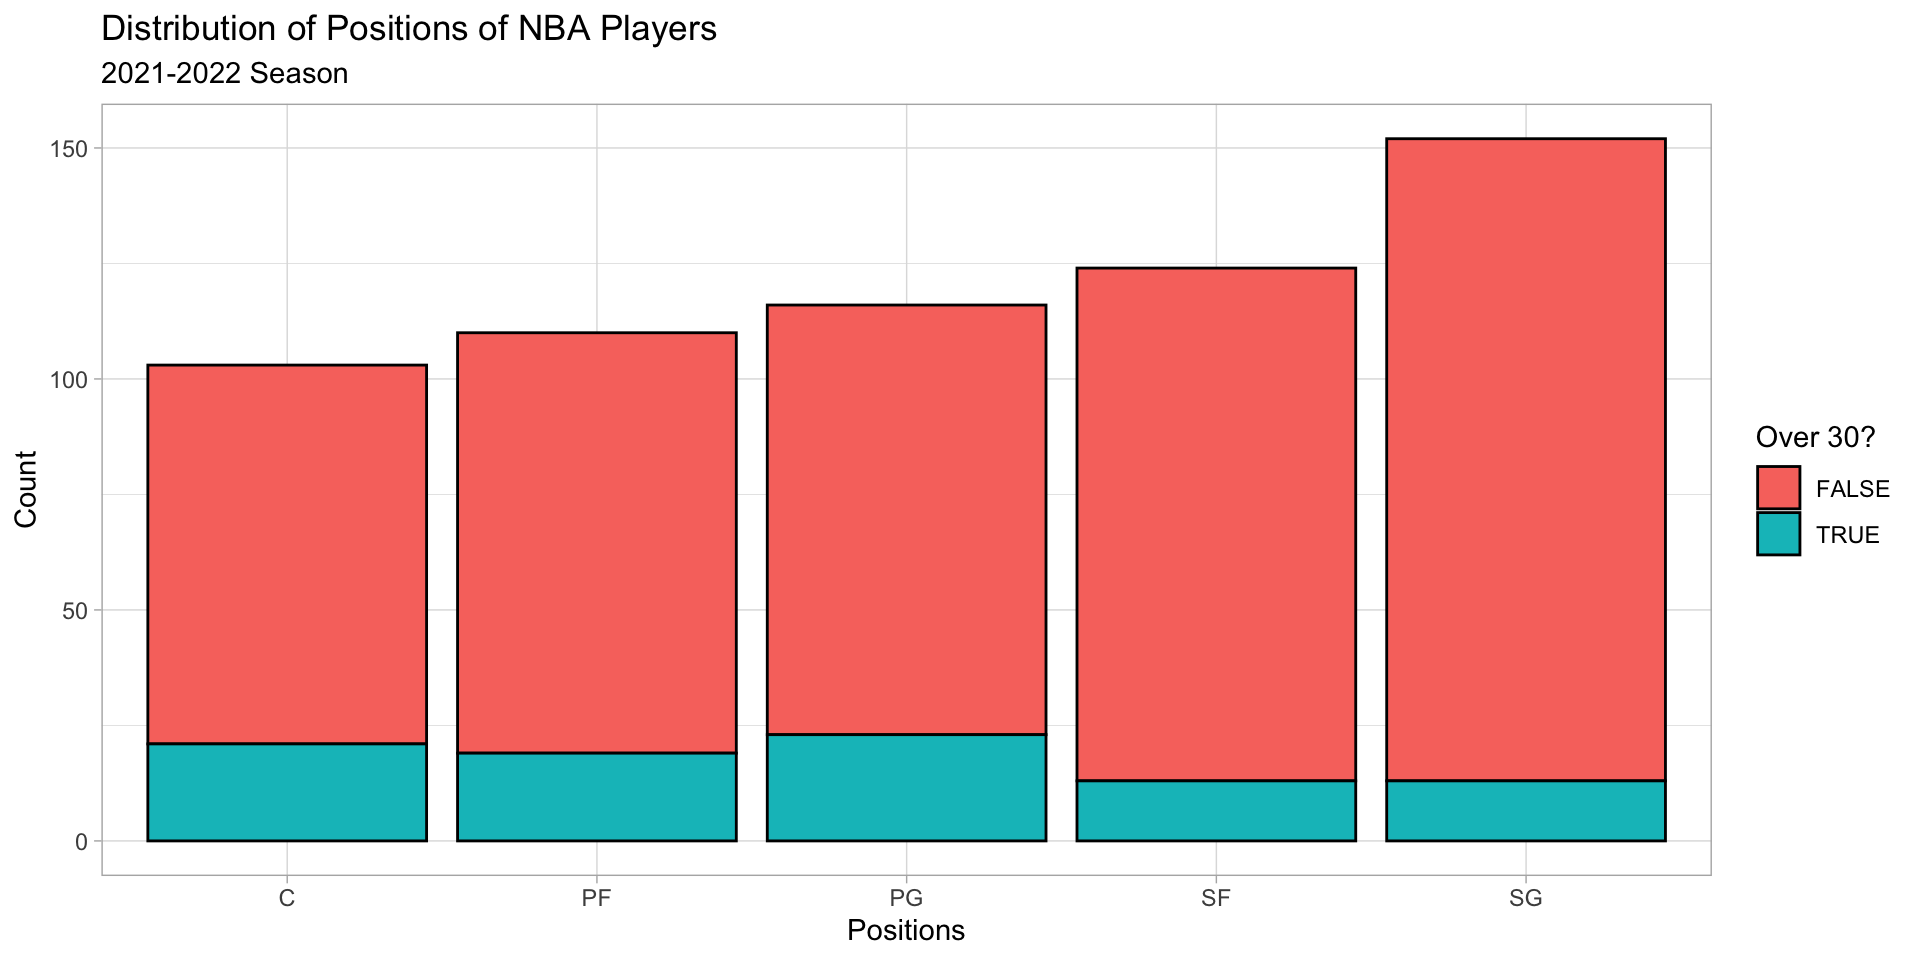 Distribution of Positions of NBA Players
2021-2022 Season
150
100
50
0
Count
C PF PG SF SG
Positions
Over 30?
FALSE
TRUE